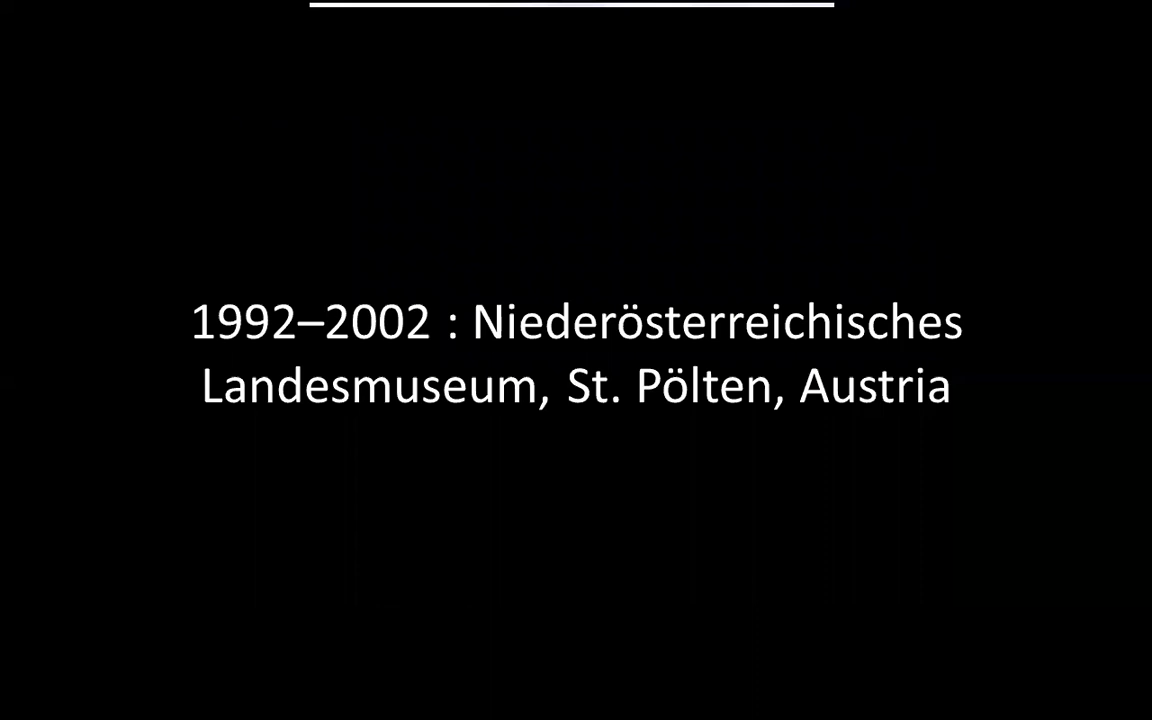 1992–2002 : Niederösterreichisches
Landesmuseum, St. Pölten, Austria